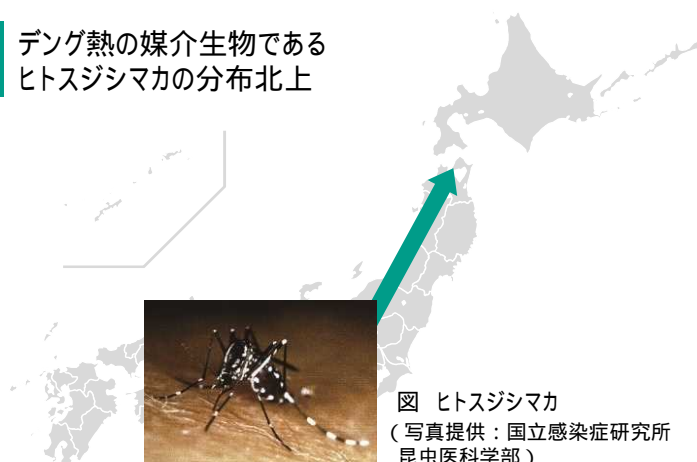 デング熱の媒介生物である
ヒトスジシマカの分布北上
図 ヒトスジシマカ
(写真提供:国立感染症研究所
昆虫医科学部)